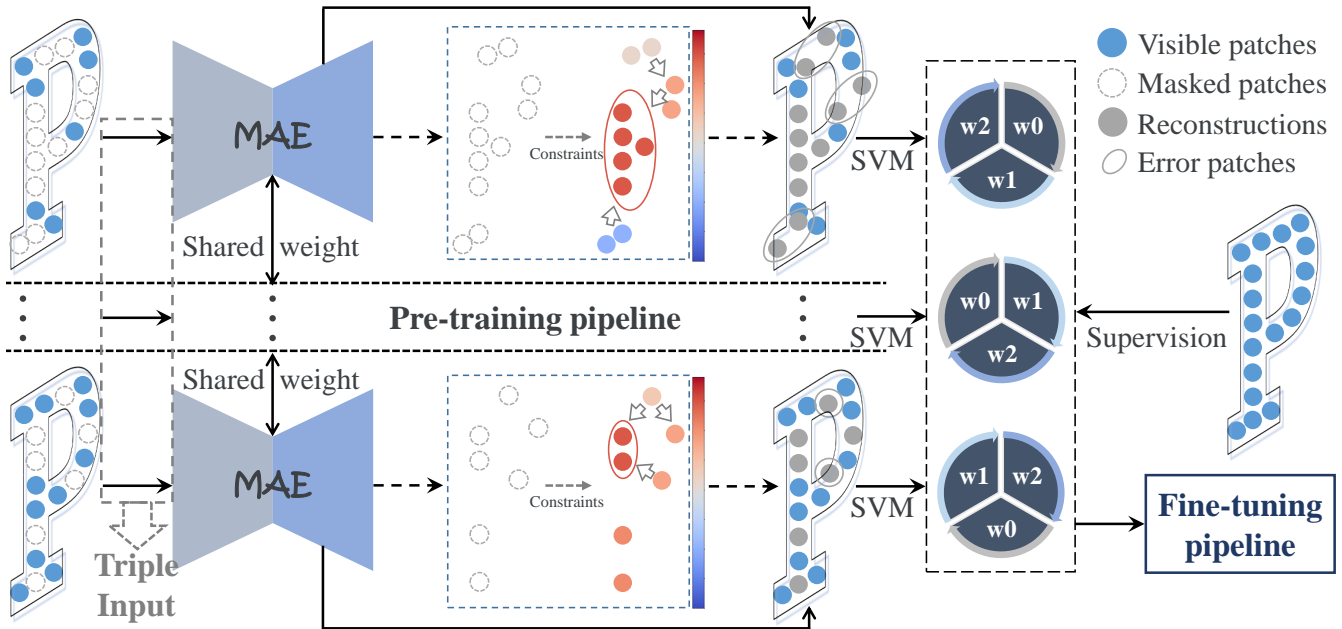 Visible patches
Masked patches
Reconstructions
Error patches
MAE
Constraints
SVM
w2
w0
w1
Shared weight
Pre-training pipeline
SVM
w0
w1
w2
Supervision
Shared weight
MAE
Constraints
SVM
w1
w2
w0
Triple
Input
Fine-tuning
pipeline